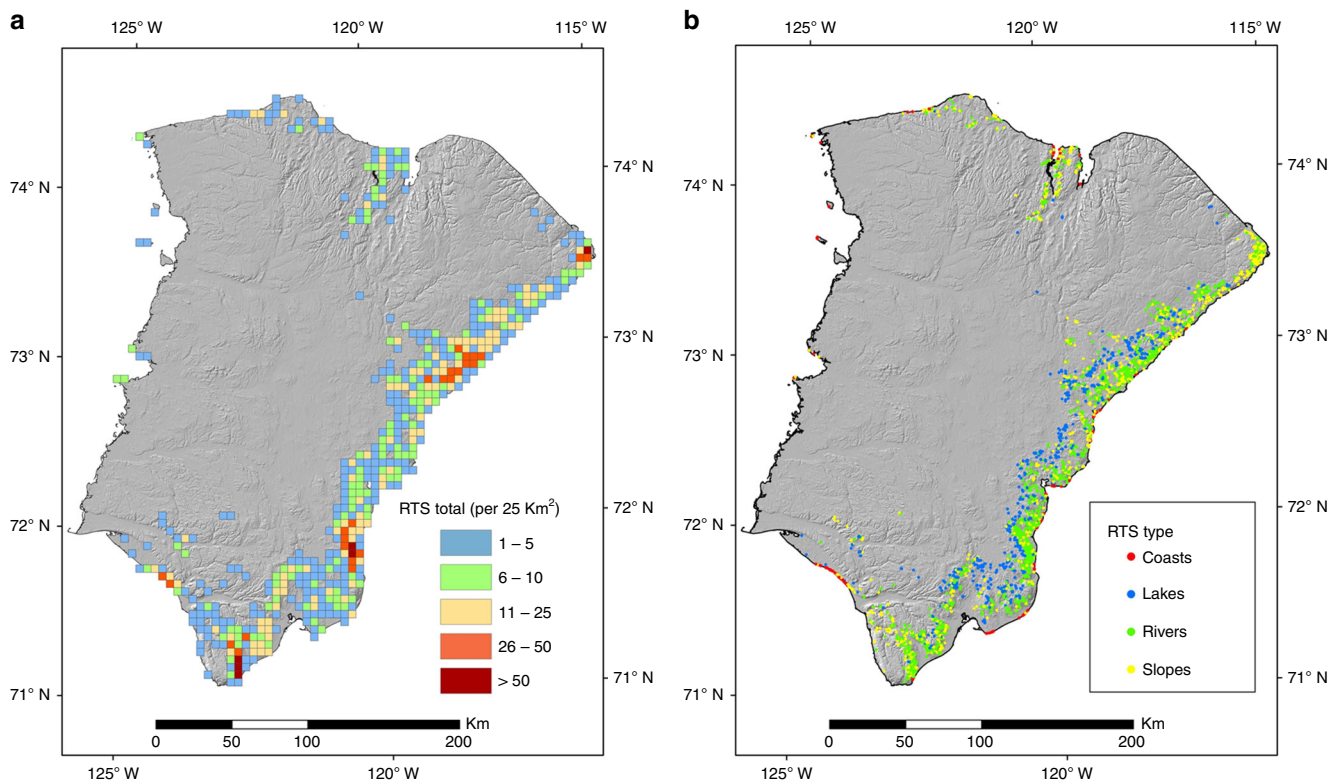 a
125° W
120° W
115° W
74° N
73° N
72° N
71° N
74° N
73° N
72° N
71° N
RTS total (per 25 Km²)
1 – 5
6 – 10
11 – 25
26 – 50
> 50
Km
0 50 100 200
125° W
120° W
b
125° W
120° W
115° W
74° N
73° N
72° N
71° N
74° N
73° N
72° N
71° N
RTS type
Coasts
Lakes
Rivers
Slopes
Km
0 50 100 200
125° W
120° W